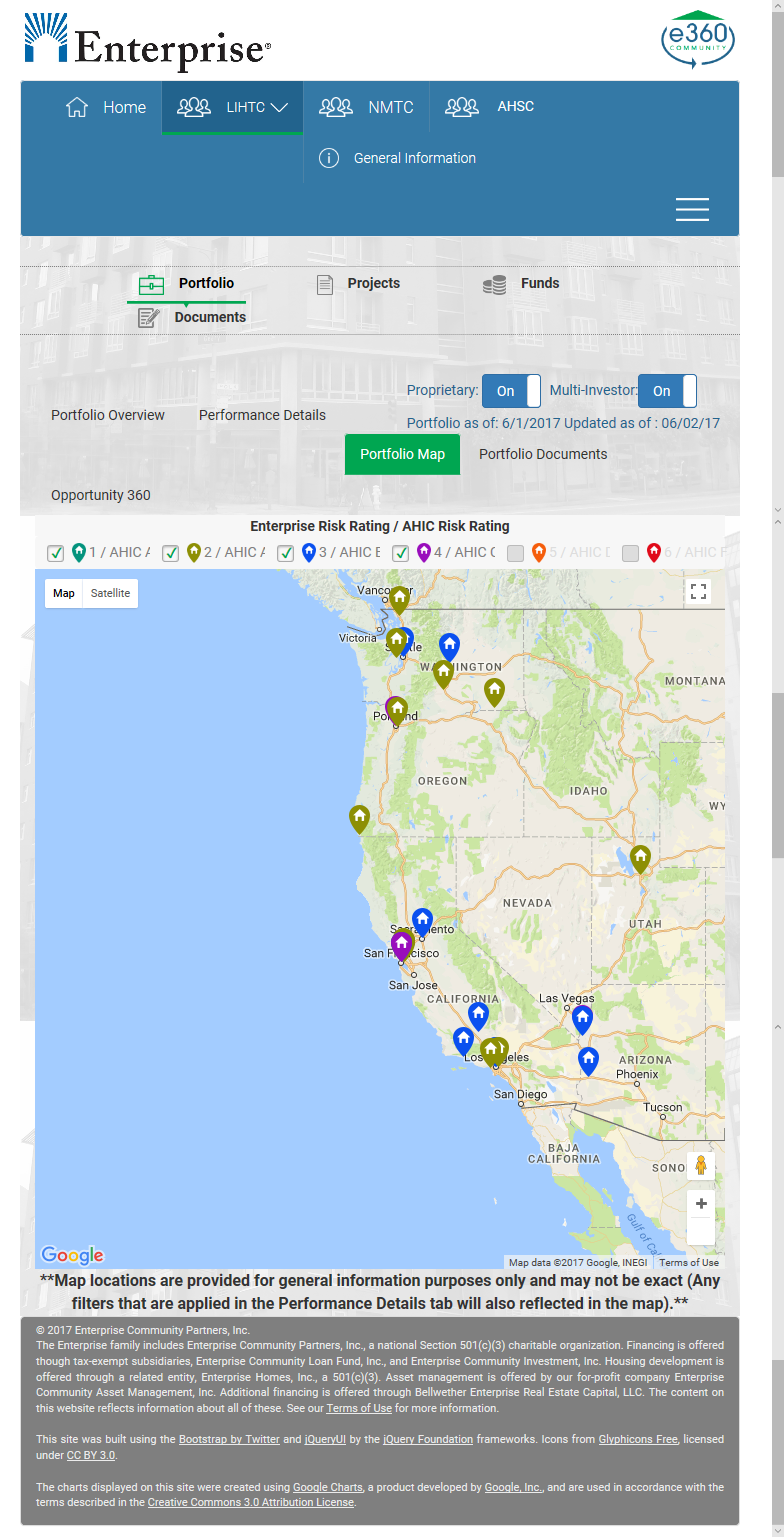 Enterprise®
e360
COMMUNITY
Home
LIHTC
NMTC
AHSC
General Information
Portfolio
Projects
Funds
Documents
Proprietary: On Multi-Investor: On
Portfolio Overview
Performance Details
Portfolio as of: 6/1/2017 Updated as of : 06/02/17
Portfolio Map
Portfolio Documents
Opportunity 360
Enterprise Risk Rating / AHIC Risk Rating
1 / AHIC
2 / AHIC
3 / AHIC
4 / AHIC
5 / AHIC
6 / AHIC
Map
Satellite
Victoria
WASHINGTON
MONTANA
OREGON
IDAHO
WY
NEVADA
UTAH
San Jose
CALIFORNIA
Las Vegas
ARIZONA
Phoenix
San Diego
Tucson
BAJA
CALIFORNIA
SONO
Gulf of Cal
Google
Map data ©2017 Google, INEGI
Terms of Use
**Map locations are provided for general information purposes only and may not be exact (Any
filters that are applied in the Performance Details tab will also reflected in the map).**
© 2017 Enterprise Community Partners, Inc.
The Enterprise family includes Enterprise Community Partners, Inc., a national Section 501(c)(3) charitable organization. Financing is offered
though tax-exempt subsidiaries, Enterprise Community Loan Fund, Inc., and Enterprise Community Investment, Inc. Housing development is
offered through a related entity, Enterprise Homes, Inc., a 501(c)(3). Asset management is offered by our for-profit company Enterprise
Community Asset Management, Inc. Additional financing is offered through Bellwether Enterprise Real Estate Capital, LLC. The content on
this website reflects information about all of these. See our Terms of Use for more information.
This site was built using the Bootstrap by Twitter and jQueryUI by the jQuery Foundation frameworks. Icons from Glyphicons Free, licensed
under CC BY 3.0.
The charts displayed on this site were created using Google Charts, a product developed by Google, Inc., and are used in accordance with the
terms described in the Creative Commons 3.0 Attribution License.